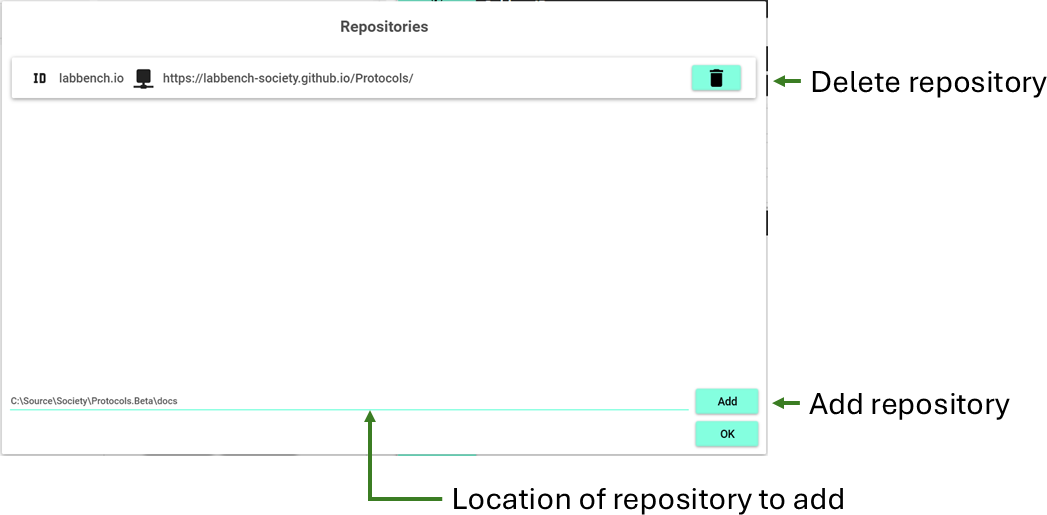 Repositories
ID labbench.io https://labbench-society.github.io/Protocols/
Delete repository
C:\Source\Society\Protocols.Beta\docs
Add
Add repository
OK
Location of repository to add